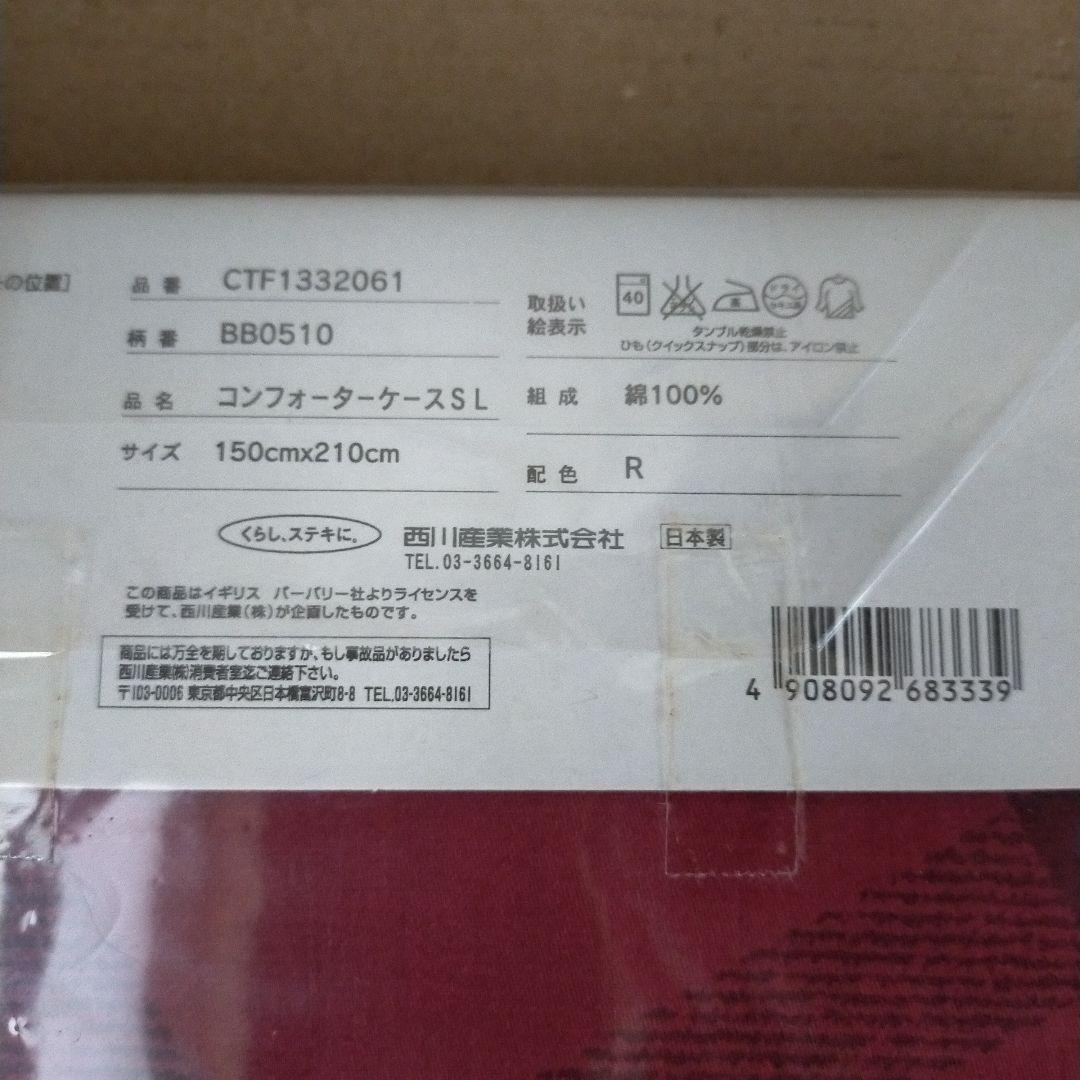 の位置]
品番 CTF1332061
柄番 BB0510
品名 コンフォーターケースSL
サイズ 150cmx210cm
取扱い
絵表示
40
ドライ
タンブル乾燥禁止
ひも(クイックスナップ)部分は、アイロン禁止
組成 綿100%
配色 R
くらし、ステキに。 西川産業株式会社 日本製
TEL.03-3664-8161
この商品はイギリス バーバリー社よりライセンスを
受けて、西川産業(株)が企画したものです。
商品には万全を期しておりますが、もし事故品がありましたら
西川産業㈱消費者室迄ご連絡下さい。
〒103-0006 東京都中央区日本橋富沢町8-8 TEL.03-3664-8161
4 908092 683339